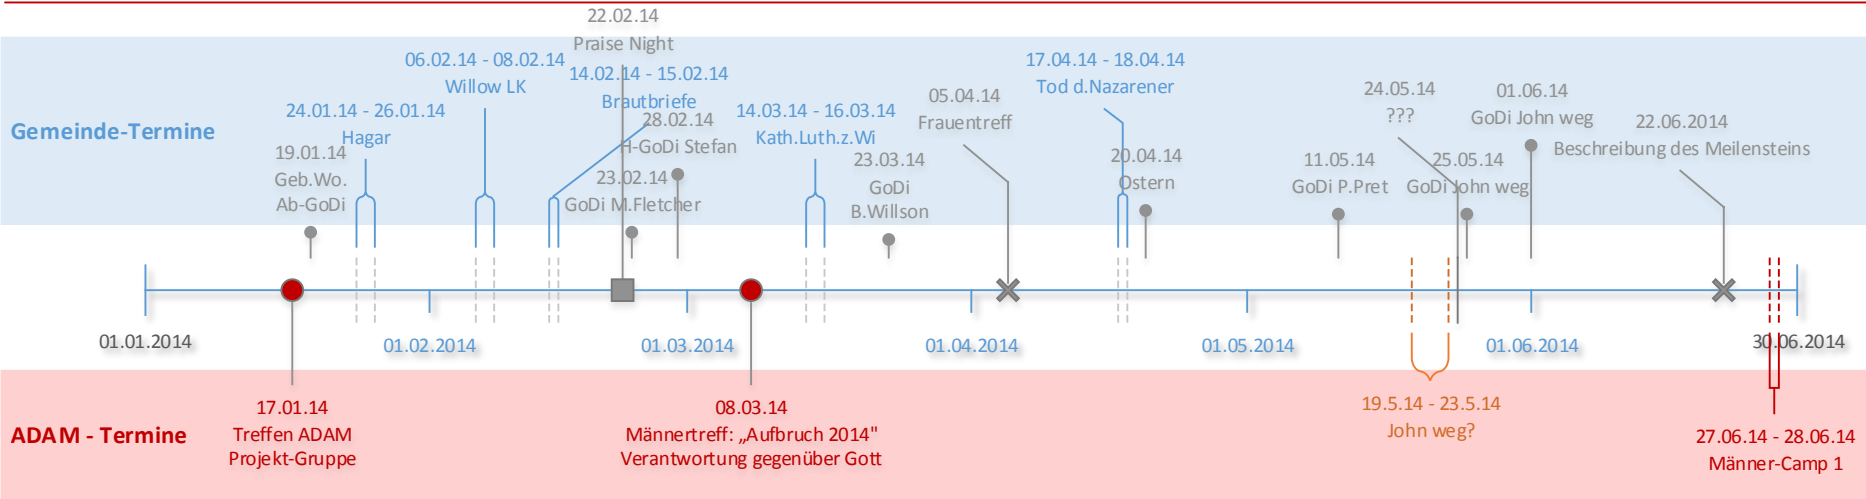 22.02.14
Praise Night
06.02.14 - 08.02.14
Willow LK
14.02.14 - 15.02.14
Brautbriefe
17.04.14 - 18.04.14
Tod d.Nazarener
24.05.14
???
01.06.14
GoDi John weg
05.04.14
Frauentreff
24.01.14 - 26.01.14
Hagar
28.02.14
H-GoDi Stefan
14.03.14 - 16.03.14
Kath.Luth.z.Wi
22.06.2014
Beschreibung des Meilensteins
Gemeinde-Termine
19.01.14
Geb.Wo.
Ab-GoDi
23.02.14
GoDi M.Fletcher
23.03.14
GoDi
B.Willson
20.04.14
Ostern
11.05.14
GoDi P.Pret
25.05.14
GoDi John weg
01.01.2014
01.02.2014
01.03.2014
01.04.2014
01.05.2014
01.06.2014
30.06.2014
ADAM - Termine
17.01.14
Treffen ADAM
Projekt-Gruppe
08.03.14
Männertreff: „Aufbruch 2014"
Verantwortung gegenüber Gott
19.5.14 - 23.5.14
John weg?
27.06.14 - 28.06.14
Männer-Camp 1